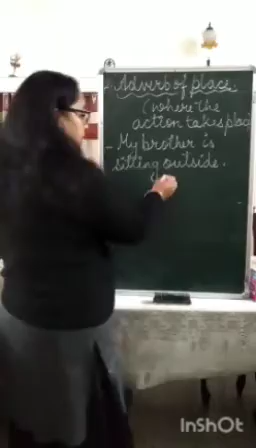 - Adverb of place.
(where the
action takes place
- My brother is
sitting outside.
(
InShOt